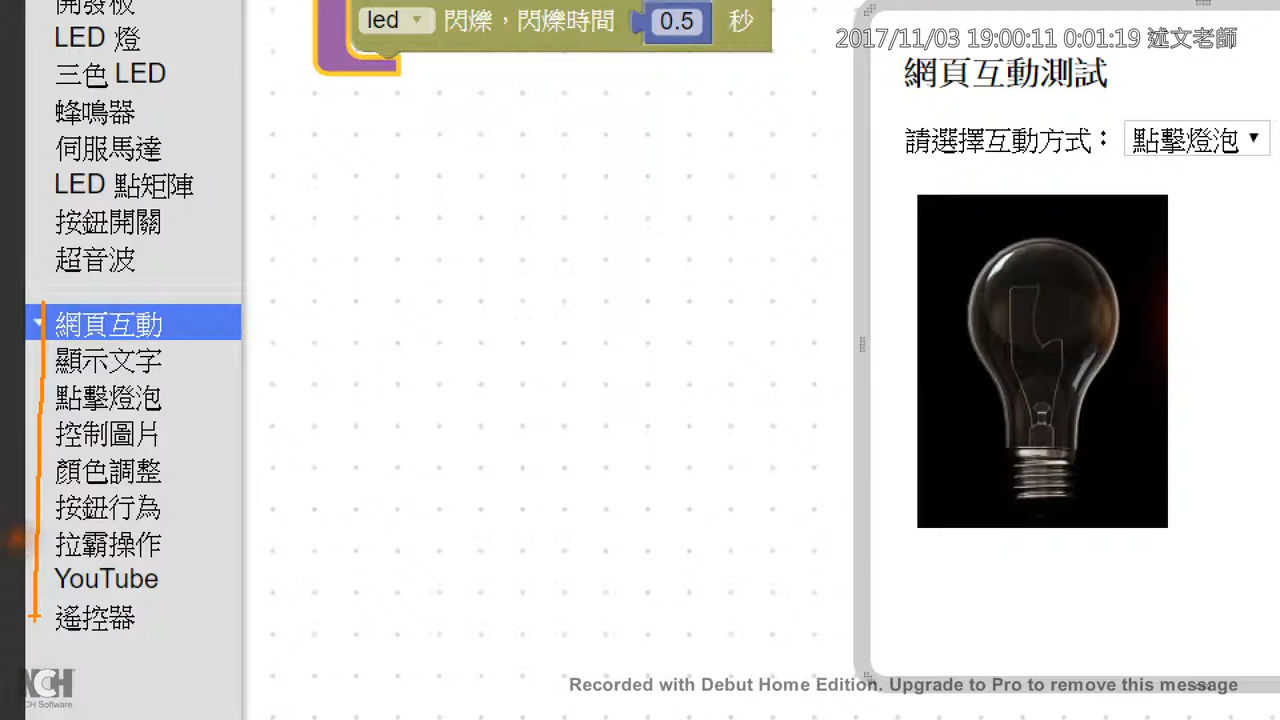 開發板
LED 燈
三色 LED
蜂鳴器
伺服馬達
LED 點矩陣
按鈕開關
超音波
網頁互動
顯示文字
點擊燈泡
控制圖片
顏色調整
按鈕行為
拉霸操作
YouTube
遙控器
NCH
CH Software
led 閃爍，閃爍時間 0.5 秒
2017/11/03 19:00:11 0:01:19 述文老師
網頁互動測試
請選擇互動方式： 點擊燈泡
Recorded with Debut Home Edition. Upgrade to Pro to remove this message